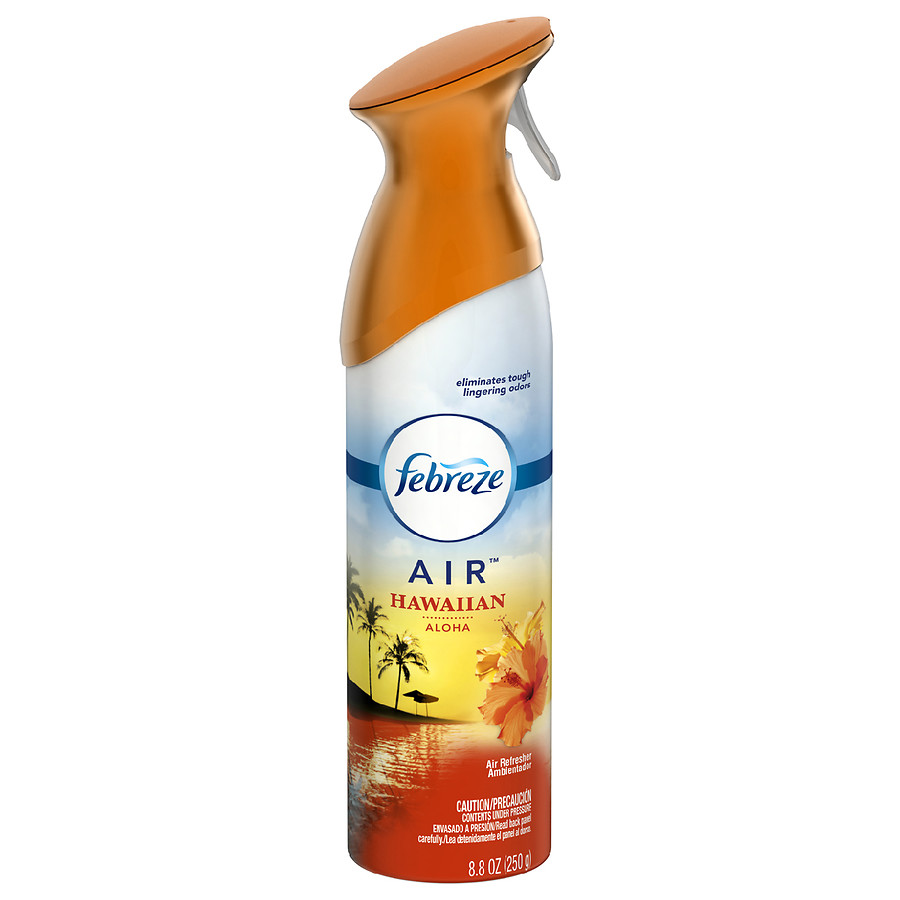 eliminates tough
lingering odors
febreze
AIR™
HAWAIIAN
ALOHA
Air Refresher
Ambientador
CAUTION/PRECAUCIÓN
CONTENTS UNDER PRESSURE
ENVASADO A PRESIÓN/Read back panel
carefully./Lea detenidamente el panel al dorso.
8.8 OZ (250 g)